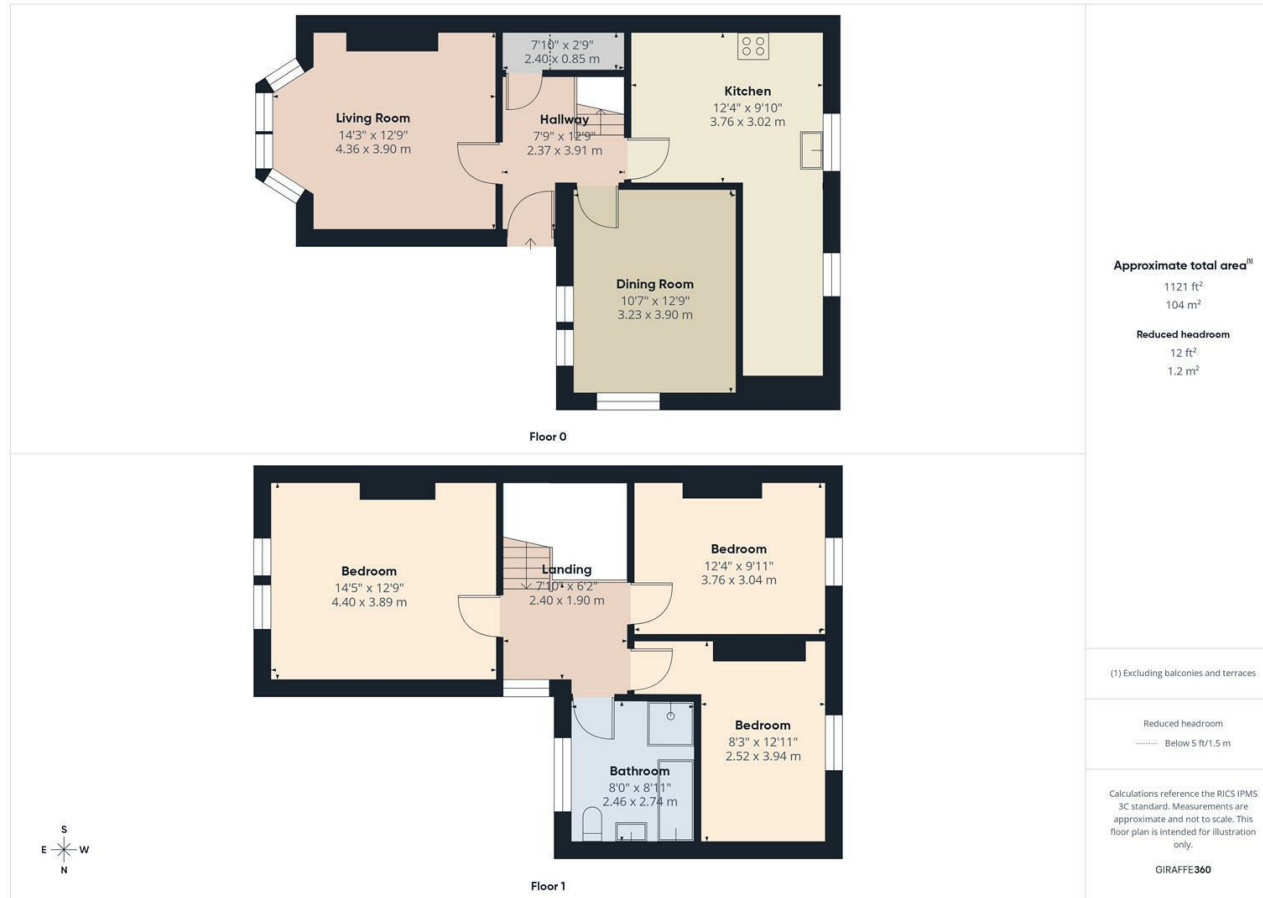 7'10" x 2'9"
2.40 x 0.85 m
Living Room
14'3" x 12'9"
4.36 x 3.90 m
Hallway
7'9" x 12'9"
2.37 x 3.91 m
Kitchen
12'4" x 9'10"
3.76 x 3.02 m
Dining Room
10'7" x 12'9"
3.23 x 3.90 m
Floor 0
Bedroom
14'5" x 12'9"
4.40 x 3.89 m
Landing
7'10" x 6'2"
2.40 x 1.90 m
Bedroom
12'4" x 9'11"
3.76 x 3.04 m
Bedroom
8'3" x 12'11"
2.52 x 3.94 m
Bathroom
8'0" x 8'11"
2.46 x 2.74 m
S
E W
N
Floor 1
Approximate total area(1)
1121 ft²
104 m²
Reduced headroom
12 ft²
1.2 m²
(1) Excluding balconies and terraces
Reduced headroom
Below 5 ft/1.5 m
Calculations reference the RICS IPMS
3C standard. Measurements are
approximate and not to scale. This
floor plan is intended for illustration
only.
GIRAFFE360